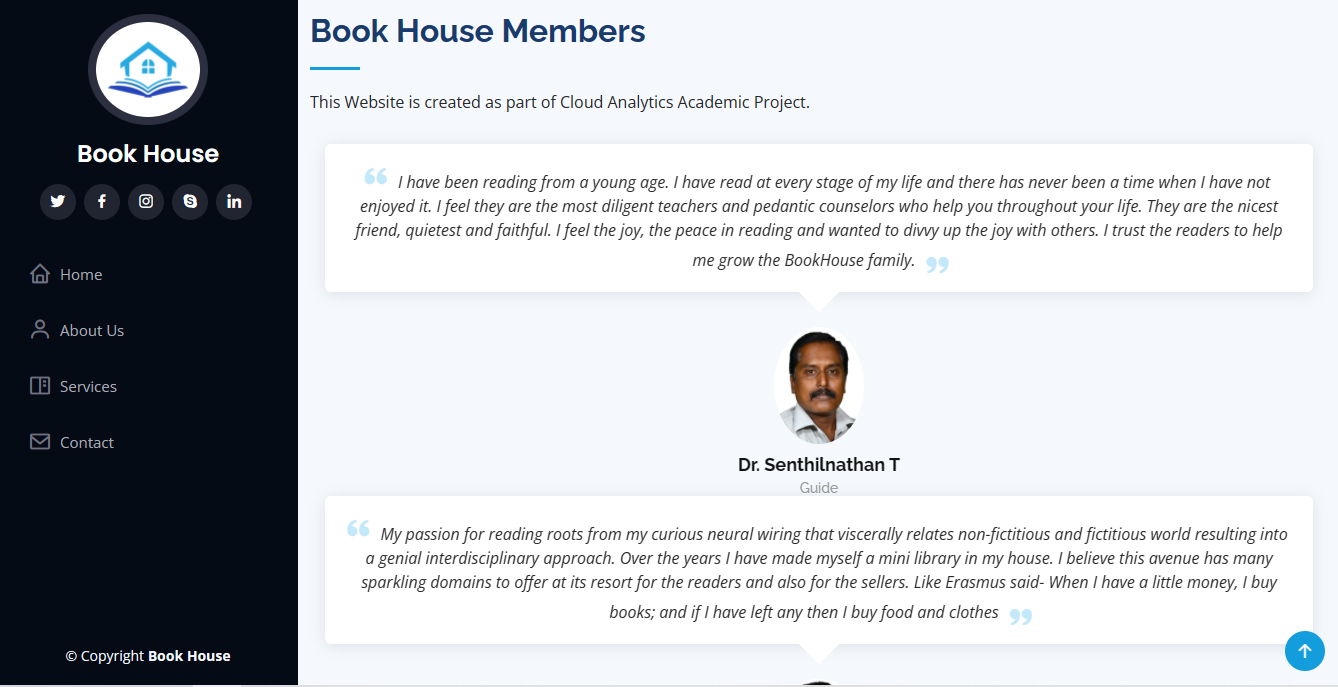 Book House
Home
About Us
Services
Contact
© Copyright Book House
Book House Members
This Website is created as part of Cloud Analytics Academic Project.
“ I have been reading from a young age. I have read at every stage of my life and there has never been a time when I have not
enjoyed it. I feel they are the most diligent teachers and pedantic counselors who help you throughout your life. They are the nicest
friend, quietest and faithful. I feel the joy, the peace in reading and wanted to divvy up the joy with others. I trust the readers to help
me grow the BookHouse family. ”
Dr. Senthilnathan T
Guide
“ My passion for reading roots from my curious neural wiring that viscerally relates non-fictitious and fictitious world resulting into
a genial interdisciplinary approach. Over the years I have made myself a mini library in my house. I believe this avenue has many
sparkling domains to offer at its resort for the readers and also for the sellers. Like Erasmus said- When I have a little money, I buy
books; and if I have left any then I buy food and clothes ”